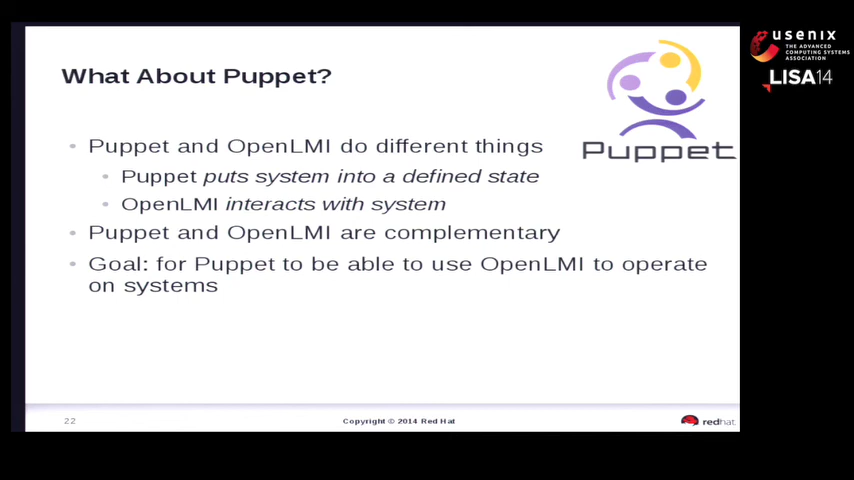 What About Puppet?
Puppet
• Puppet and OpenLMI do different things
• Puppet puts system into a defined state
• OpenLMI interacts with system
• Puppet and OpenLMI are complementary
• Goal: for Puppet to be able to use OpenLMI to operate
on systems
22
Copyright © 2014 Red Hat
redhat.
usenix
THE ADVANCED
COMPUTING SYSTEMS
ASSOCIATION
LISA14